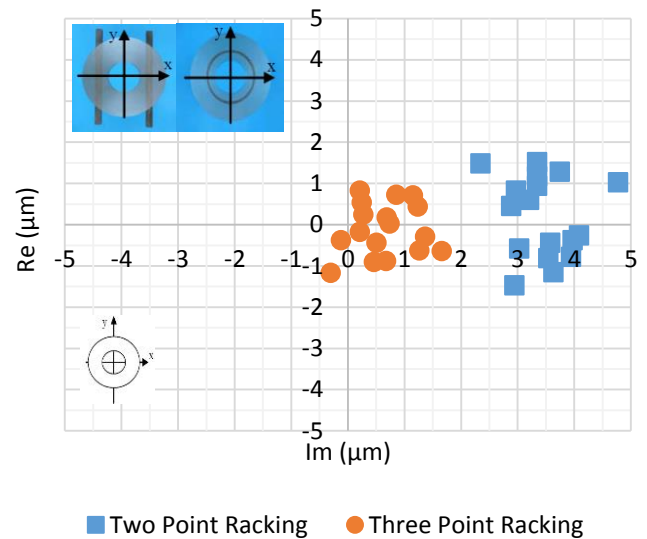 5
4
3
2
1
0
-1
-2
-3
-4
-5
-5 -4 -3 -2 -1 0 1 2 3 4 5
Re (µm)
Im (µm)
y
x
y
x
y
x
Two Point Racking Three Point Racking